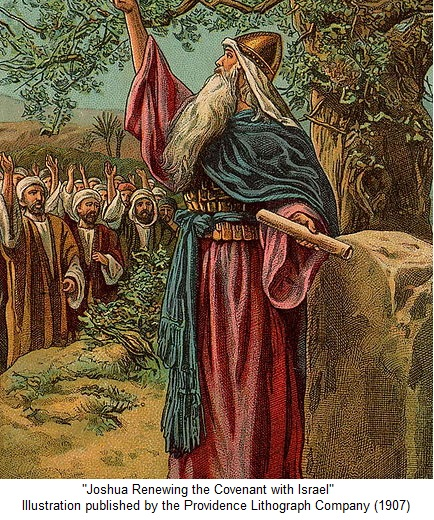 "Joshua Renewing the Covenant with Israel"
Illustration published by the Providence Lithograph Company (1907)